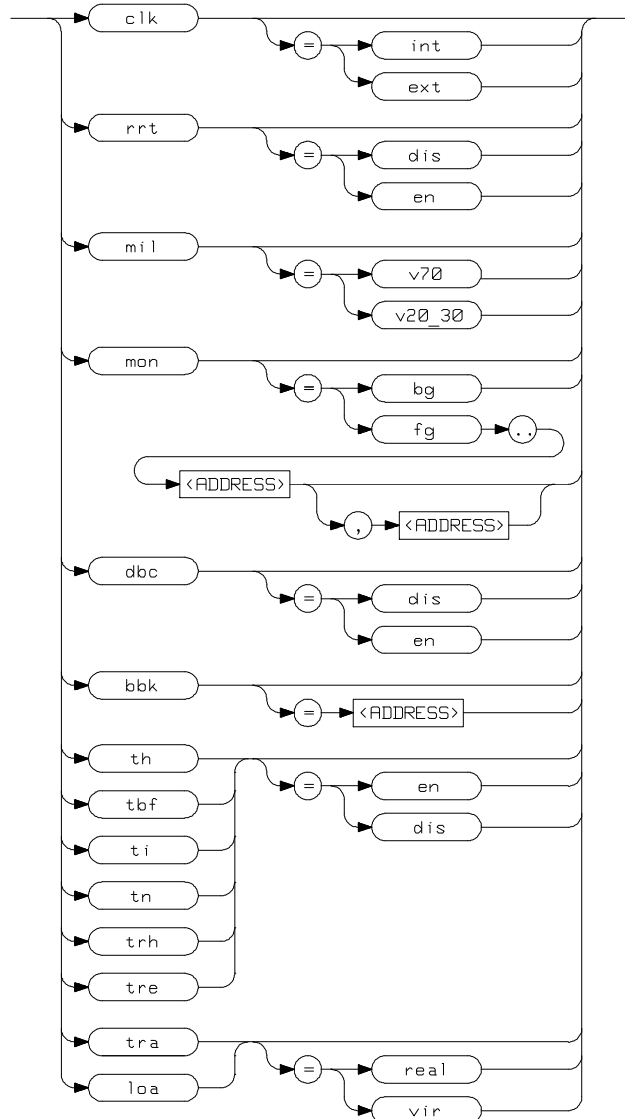 clk
= int
ext
rrt
= dis
en
mil
= v70
v20_30
mon
= bg
fg ..
<ADDRESS>
, <ADDRESS>
dbc
= dis
en
bbk
= <ADDRESS>
th
= en
tbf
dis
ti
tn
trh
tre
tra
= real
loa
vir